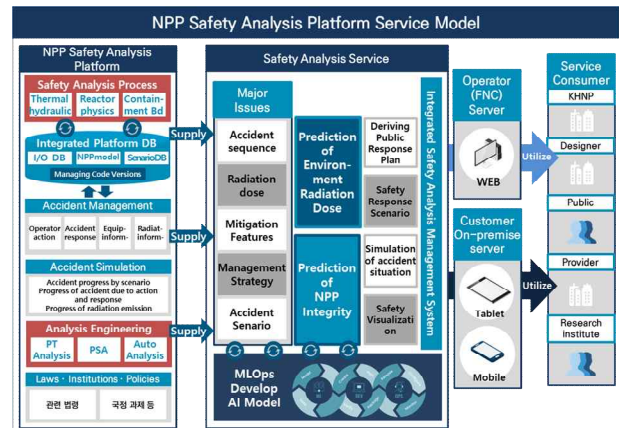 NPP Safety Analysis Platform Service Model
NPP Safety Analysis
Platform
Safety Analysis Process
Thermal
hydraulic
Reactor
physics
Contain-
ment Bd
Integrated Platform DB
I/O DB
NPPmodel
ScnarioDB
Managing Code Versions
Accident Management
Operator
action
Accident
response
Equip-
inform-
Radiat-
inform-
Accident Simulation
Accident progress by scenario
Progress of accident due to action
and response
Progress of radiation emission
Analysis Engineering
PT
Analysis
PSA
Auto
Analysis
Laws · Institutions · Policies
관련 법령
국정 과제 등
Supply
Supply
Supply
Safety Analysis Service
Major
Issues
Accident
sequence
Radiation
dose
Mitigation
Features
Management
Strategy
Accident
Senario
Prediction
of
Environ-
ment
Radiation
Dose
Prediction
of
NPP
Integrity
Deriving
Public
Response
Plan
Safety
Response
Scenario
Simulation
of accident
situation
Safety
Visualizati
on
Integrated Safety Analysis Management System
MLOps
Develop
AI Model
Operator
(FNC)
Server
WEB
Customer
On-premise
server
Tablet
Mobile
Utilize
Utilize
Service
Consumer
KHNP
Designer
Public
Provider
Research
Institute